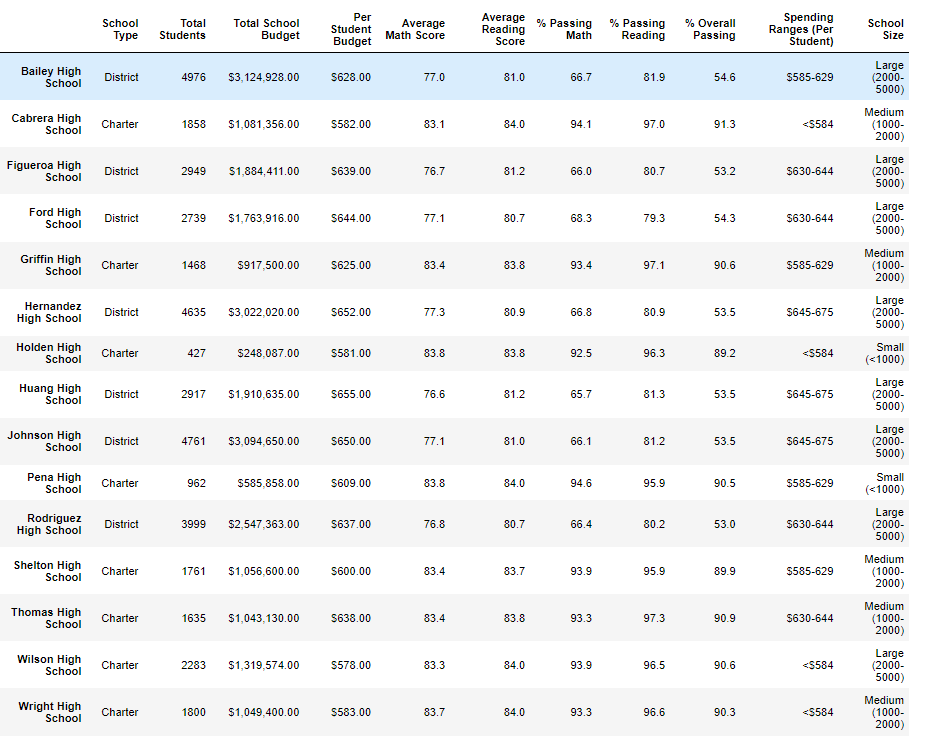 School Type Total Students Total School Budget Per Student Budget Average Math Score Average Reading Score % Passing Math % Passing Reading % Overall Passing Spending Ranges (Per Student) School Size
Bailey High School District 4976 $3,124,928.00 $628.00 77.0 81.0 66.7 81.9 54.6 $585-629 Large (2000-5000)
Cabrera High School Charter 1858 $1,081,356.00 $582.00 83.1 84.0 94.1 97.0 91.3 <$584 Medium (1000-2000)
Figueroa High School District 2949 $1,884,411.00 $639.00 76.7 81.2 66.0 80.7 53.2 $630-644 Large (2000-5000)
Ford High School District 2739 $1,763,916.00 $644.00 77.1 80.7 68.3 79.3 54.3 $630-644 Large (2000-5000)
Griffin High School Charter 1468 $917,500.00 $625.00 83.4 83.8 93.4 97.1 90.6 $585-629 Medium (1000-2000)
Hernandez High School District 4635 $3,022,020.00 $652.00 77.3 80.9 66.8 80.9 53.5 $645-675 Large (2000-5000)
Holden High School Charter 427 $248,087.00 $581.00 83.8 83.8 92.5 96.3 89.2 <$584 Small (<1000)
Huang High School District 2917 $1,910,635.00 $655.00 76.6 81.2 65.7 81.3 53.5 $645-675 Large (2000-5000)
Johnson High School District 4761 $3,094,650.00 $650.00 77.1 81.0 66.1 81.2 53.5 $645-675 Large (2000-5000)
Pena High School Charter 962 $585,858.00 $609.00 83.8 84.0 94.6 95.9 90.5 $585-629 Small (<1000)
Rodriguez High School District 3999 $2,547,363.00 $637.00 76.8 80.7 66.4 80.2 53.0 $630-644 Large (2000-5000)
Shelton High School Charter 1761 $1,056,600.00 $600.00 83.4 83.7 93.9 95.9 89.9 $585-629 Medium (1000-2000)
Thomas High School Charter 1635 $1,043,130.00 $638.00 83.4 83.8 93.3 97.3 90.9 $630-644 Medium (1000-2000)
Wilson High School Charter 2283 $1,319,574.00 $578.00 83.3 84.0 93.9 96.5 90.6 <$584 Large (2000-5000)
Wright High School Charter 1800 $1,049,400.00 $583.00 83.7 84.0 93.3 96.6 90.3 <$584 Medium (1000-2000)